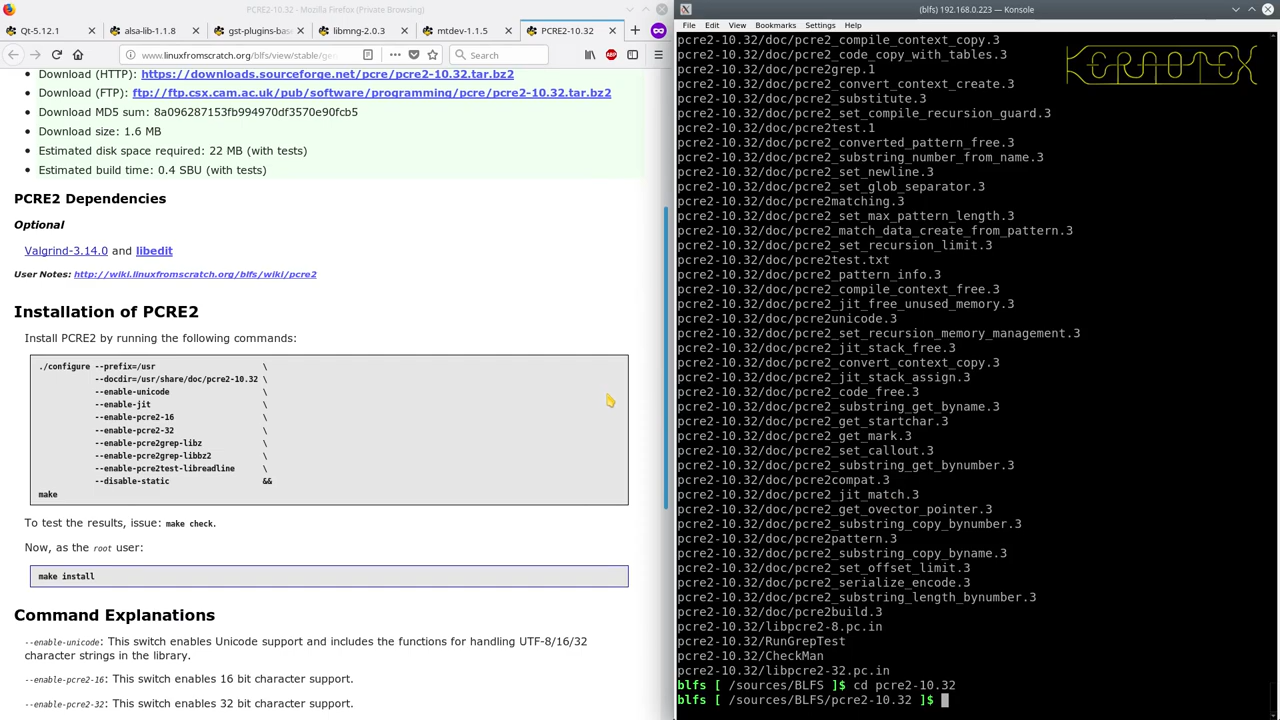 PCRE2-10.32 - Mozilla Firefox (Private Browsing)
Qt-5.12.1
alsa-lib-1.1.8
gst-plugins-base
libmng-2.0.3
mtdev-1.1.5
PCRE2-10.32
www.linuxfromscratch.org/blfs/view/stable/ge
Search
ABP
Download (HTTP): https://downloads.sourceforge.net/pcre/pcre2-10.32.tar.bz2
Download (FTP): ftp://ftp.csx.cam.ac.uk/pub/software/programming/pcre/pcre2-10.32.tar.bz2
Download MD5 sum: 8a096287153fb994970df3570e90fcb5
Download size: 1.6 MB
Estimated disk space required: 22 MB (with tests)
Estimated build time: 0.4 SBU (with tests)
PCRE2 Dependencies
Optional
Valgrind-3.14.0 and libedit
User Notes: http://wiki.linuxfromscratch.org/blfs/wiki/pcre2
Installation of PCRE2
Install PCRE2 by running the following commands:
./configure --prefix=/usr \
--docdir=/usr/share/doc/pcre2-10.32 \
--enable-unicode \
--enable-jit \
--enable-pcre2-16 \
--enable-pcre2-32 \
--enable-pcre2grep-libz \
--enable-pcre2grep-libbz2 \
--enable-pcre2test-libreadline \
--disable-static &&
make
To test the results, issue: make check.
Now, as the root user:
make install
Command Explanations
--enable-unicode: This switch enables Unicode support and includes the functions for handling UTF-8/16/32
character strings in the library.
--enable-pcre2-16: This switch enables 16 bit character support.
--enable-pcre2-32: This switch enables 32 bit character support.
(blfs) 192.168.0.223 — Konsole
File Edit View Bookmarks Settings Help
KERAOTEX
pcre2-10.32/doc/pcre2_compile_context_copy.3
pcre2-10.32/doc/pcre2_code_copy_with_tables.3
pcre2-10.32/doc/pcre2grep.1
pcre2-10.32/doc/pcre2_convert_context_create.3
pcre2-10.32/doc/pcre2_substitute.3
pcre2-10.32/doc/pcre2_set_compile_recursion_guard.3
pcre2-10.32/doc/pcre2test.1
pcre2-10.32/doc/pcre2_converted_pattern_free.3
pcre2-10.32/doc/pcre2_substring_number_from_name.3
pcre2-10.32/doc/pcre2_set_newline.3
pcre2-10.32/doc/pcre2_set_glob_separator.3
pcre2-10.32/doc/pcre2matching.3
pcre2-10.32/doc/pcre2_set_max_pattern_length.3
pcre2-10.32/doc/pcre2_match_data_create_from_pattern.3
pcre2-10.32/doc/pcre2_set_recursion_limit.3
pcre2-10.32/doc/pcre2test.txt
pcre2-10.32/doc/pcre2_pattern_info.3
pcre2-10.32/doc/pcre2_compile_context_free.3
pcre2-10.32/doc/pcre2_jit_free_unused_memory.3
pcre2-10.32/doc/pcre2unicode.3
pcre2-10.32/doc/pcre2_set_recursion_memory_management.3
pcre2-10.32/doc/pcre2_jit_stack_free.3
pcre2-10.32/doc/pcre2_convert_context_copy.3
pcre2-10.32/doc/pcre2_jit_stack_assign.3
pcre2-10.32/doc/pcre2_code_free.3
pcre2-10.32/doc/pcre2_substring_get_byname.3
pcre2-10.32/doc/pcre2_get_startchar.3
pcre2-10.32/doc/pcre2_get_mark.3
pcre2-10.32/doc/pcre2_set_callout.3
pcre2-10.32/doc/pcre2_substring_get_bynumber.3
pcre2-10.32/doc/pcre2compat.3
pcre2-10.32/doc/pcre2_jit_match.3
pcre2-10.32/doc/pcre2_get_ovector_pointer.3
pcre2-10.32/doc/pcre2_substring_copy_bynumber.3
pcre2-10.32/doc/pcre2pattern.3
pcre2-10.32/doc/pcre2_substring_copy_byname.3
pcre2-10.32/doc/pcre2_set_offset_limit.3
pcre2-10.32/doc/pcre2_serialize_encode.3
pcre2-10.32/doc/pcre2_substring_length_bynumber.3
pcre2-10.32/doc/pcre2build.3
pcre2-10.32/libpcre2-8.pc.in
pcre2-10.32/RunGrepTest
pcre2-10.32/CheckMan
pcre2-10.32/libpcre2-32.pc.in
blfs [ /sources/BLFS ]$ cd pcre2-10.32
blfs [ /sources/BLFS/pcre2-10.32 ]$